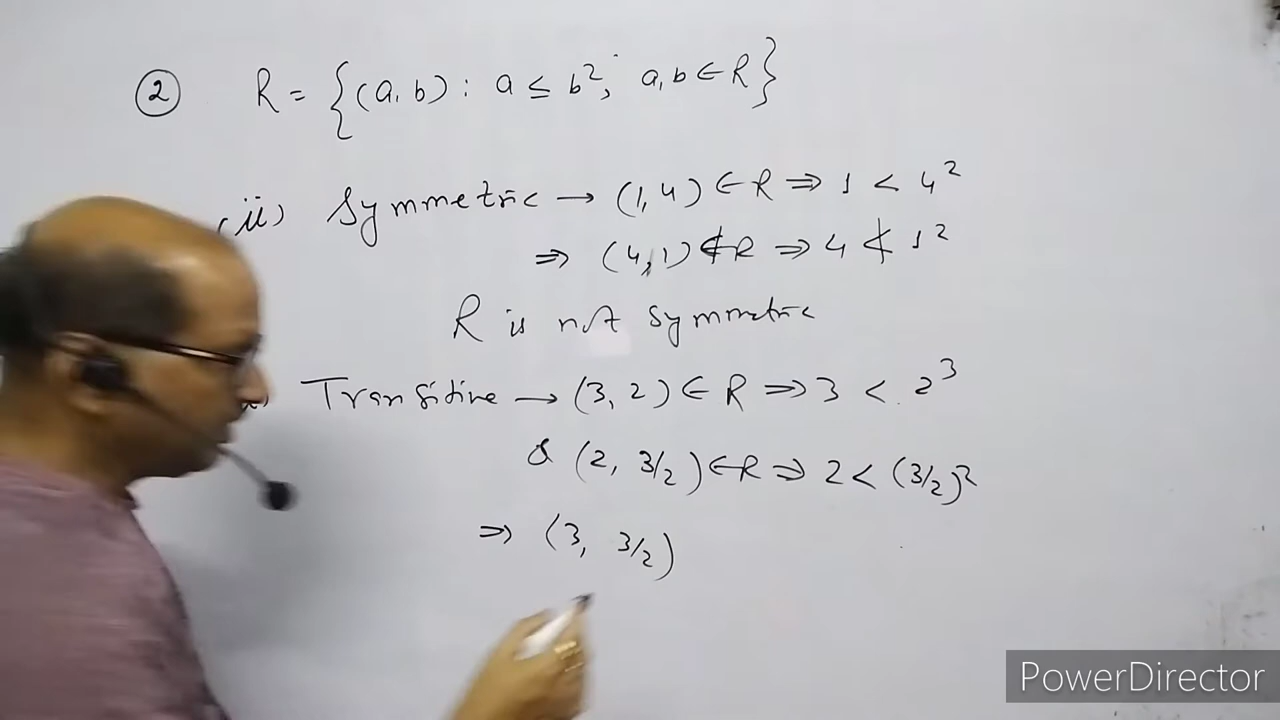 ② R = {(a, b) : a ≤ b²; a, b ∈ R}
(ii) Symmetric → (1, 4) ∈ R ⇒ 1 < 4²
⇒ (4, 1) ∉ R ⇒ 4 ≮ 1²
R is not symmetric
Transitive → (3, 2) ∈ R ⇒ 3 < 2³
& (2, 3/2) ∈ R ⇒ 2 < (3/2)²
⇒ (3, 3/2)
PowerDirector